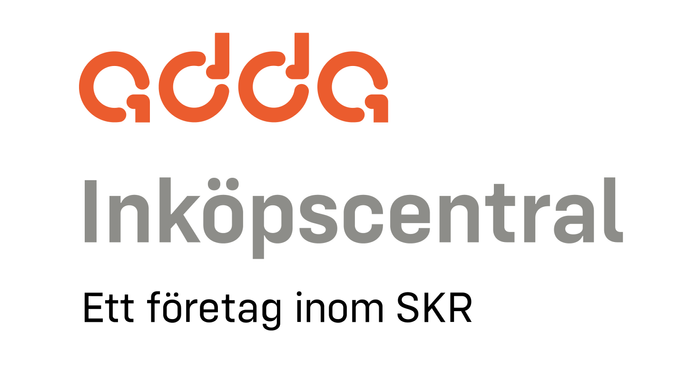 adda
Inköpscentral
Ett företag inom SKR